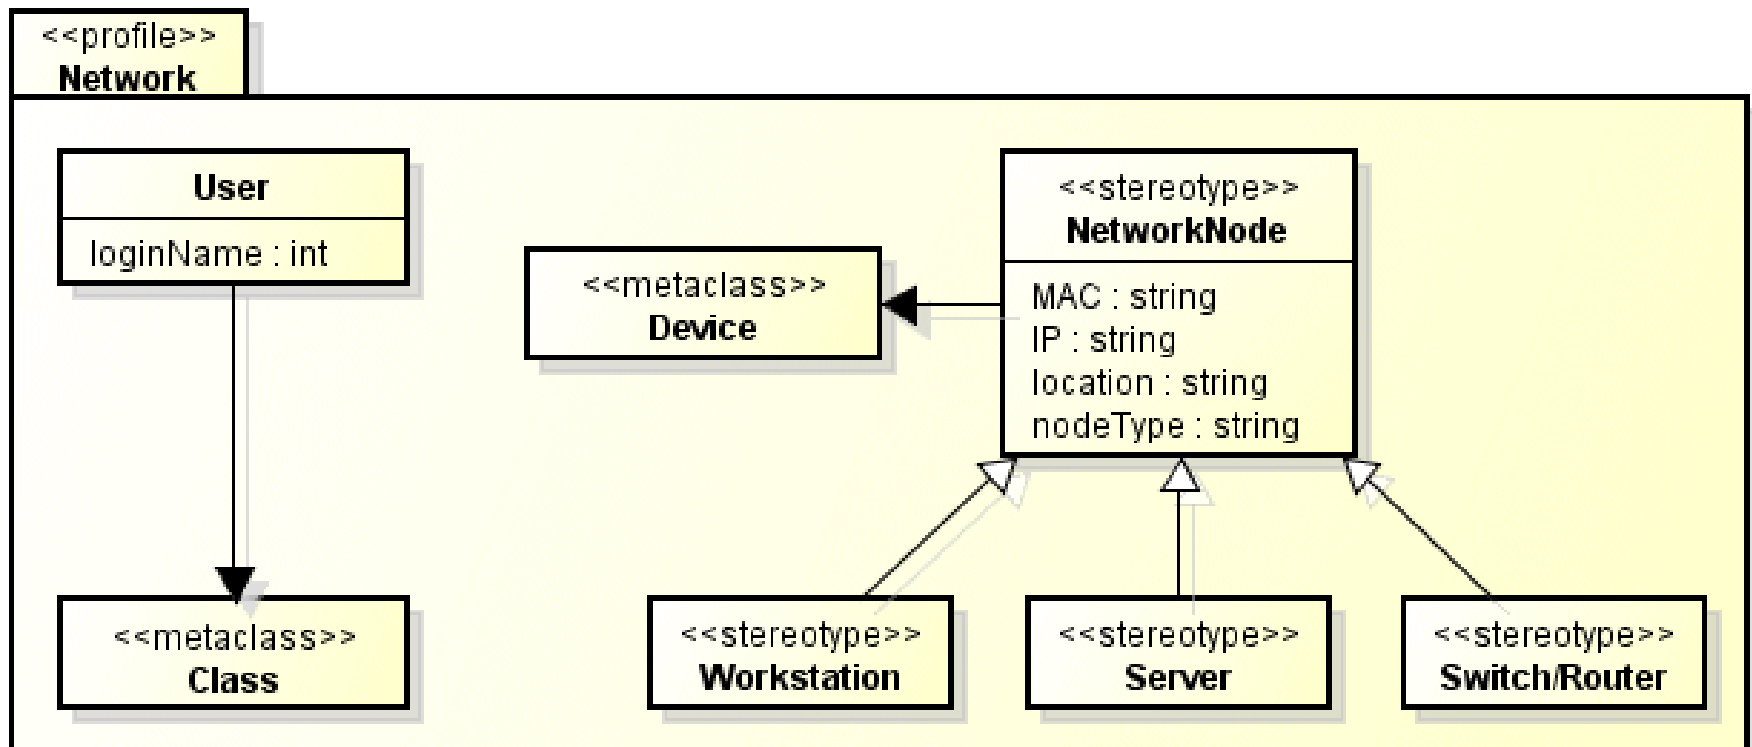 <<profile>>
Network
User
loginName : int
<<metaclass>>
Device
<<stereotype>>
NetworkNode
MAC : string
IP : string
location : string
nodeType : string
<<metaclass>>
Class
<<stereotype>>
Workstation
<<stereotype>>
Server
<<stereotype>>
Switch/Router